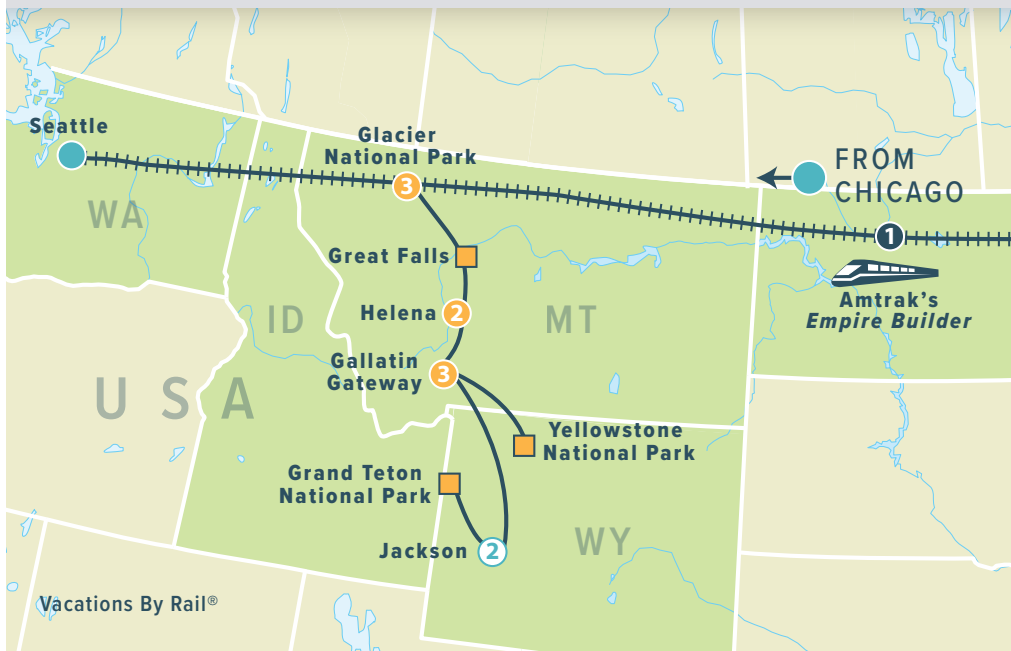 Seattle
Glacier
National Park
3
FROM
CHICAGO
WA
1
Great Falls
Amtrak's
Empire Builder
Helena 2
ID
MT
Gallatin
Gateway
3
USA
Yellowstone
National Park
Grand Teton
National Park
Jackson 2
WY
Vacations By Rail®